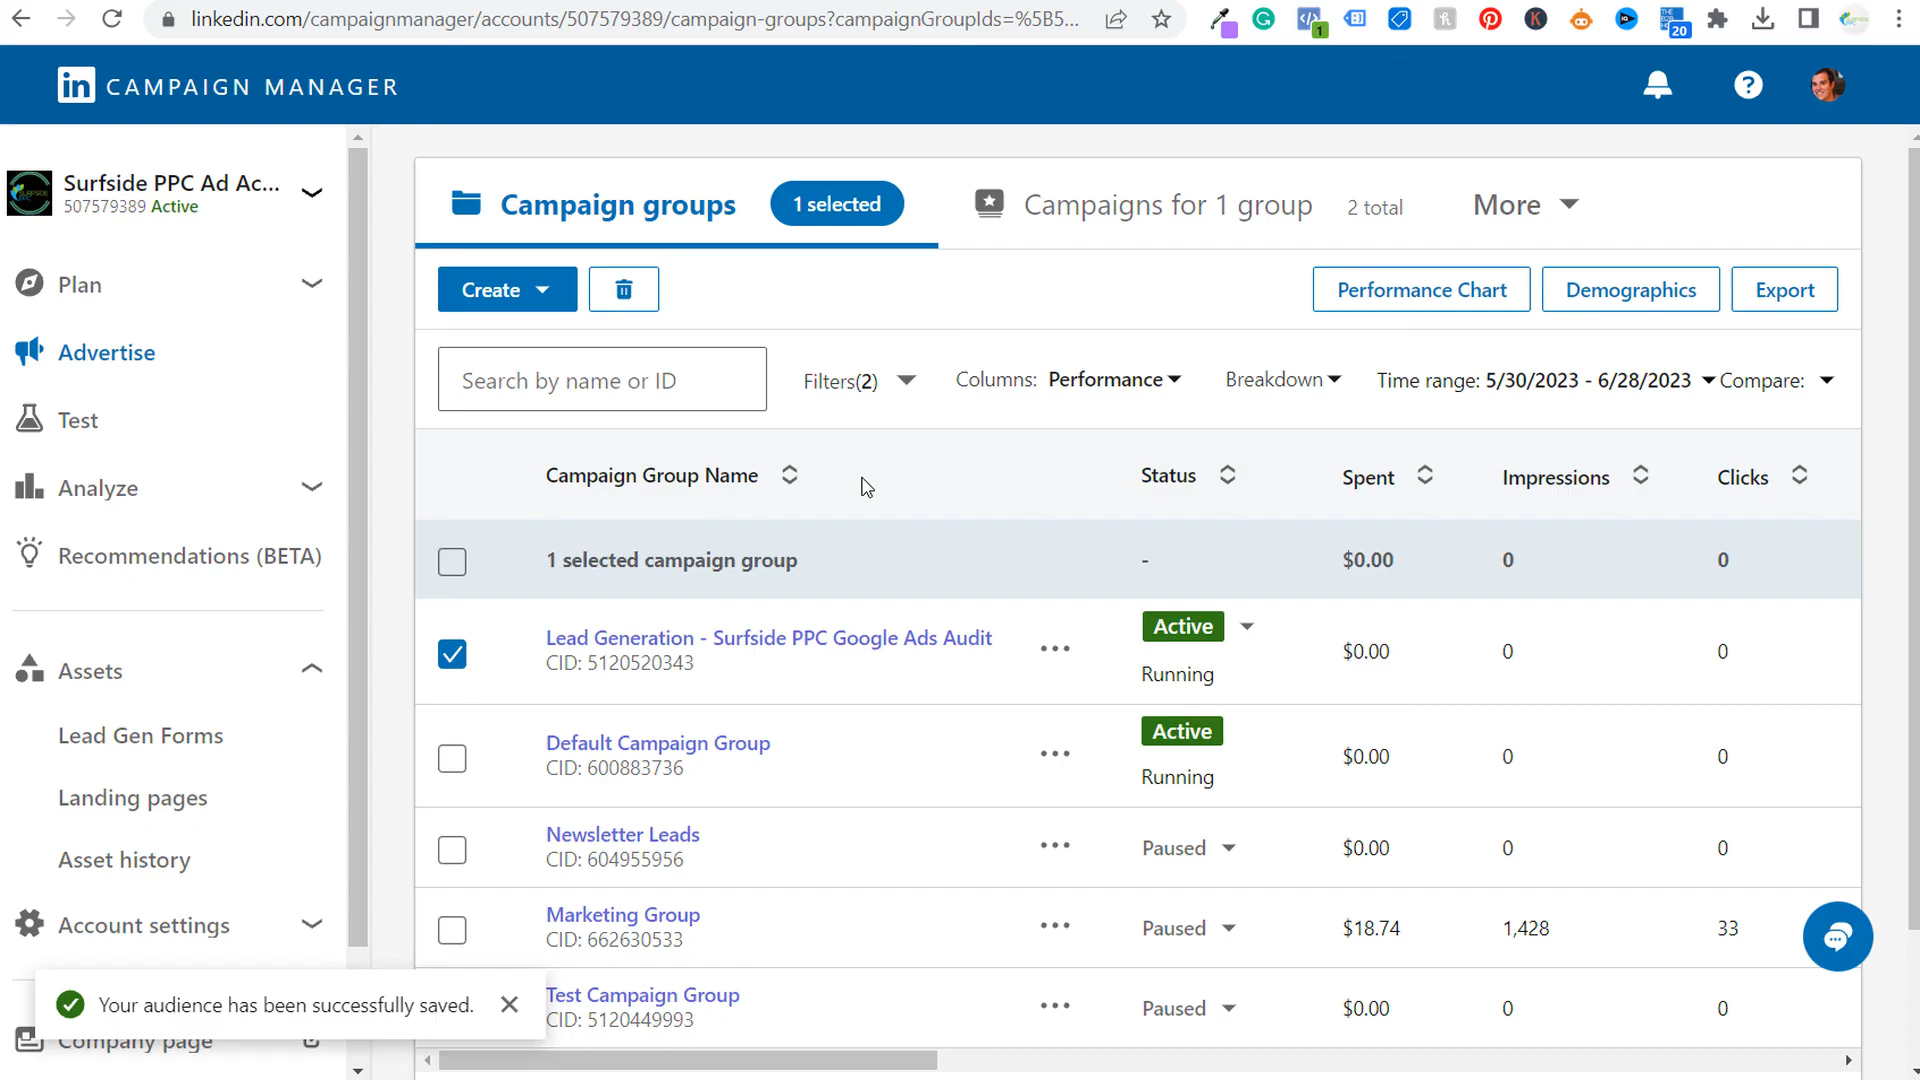 linkedin.com/campaignmanager/accounts/507579389/campaign-groups?campaignGroupIds=%5B5...
1
20
in CAMPAIGN MANAGER
Surfside PPC Ad Ac...
507579389 Active
Plan
Advertise
Test
Analyze
Recommendations (BETA)
Assets
Lead Gen Forms
Landing pages
Asset history
Account settings
Company page
Your audience has been successfully saved.
Campaign groups
1 selected
Campaigns for 1 group
2 total
More
Create
Performance Chart
Demographics
Export
Search by name or ID
Filters(2)
Columns: Performance
Breakdown
Time range: 5/30/2023 - 6/28/2023
Compare:
Campaign Group Name Status Spent Impressions Clicks
1 selected campaign group - $0.00 0 0
Lead Generation - Surfside PPC Google Ads Audit
CID: 5120520343
Active
Running
$0.00 0 0
Default Campaign Group
CID: 600883736
Active
Running
$0.00 0 0
Newsletter Leads
CID: 604955956
Paused $0.00 0 0
Marketing Group
CID: 662630533
Paused $18.74 1,428 33
Test Campaign Group
CID: 5120449993
Paused $0.00 0 0